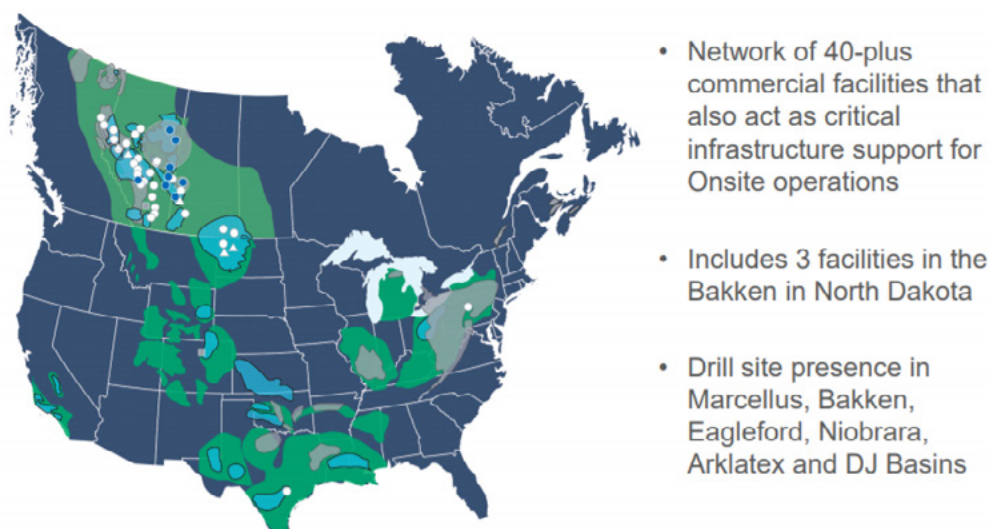 • Network of 40-plus
commercial facilities that
also act as critical
infrastructure support for
Onsite operations
• Includes 3 facilities in the
Bakken in North Dakota
• Drill site presence in
Marcellus, Bakken,
Eagleford, Niobrara,
Arklatex and DJ Basins